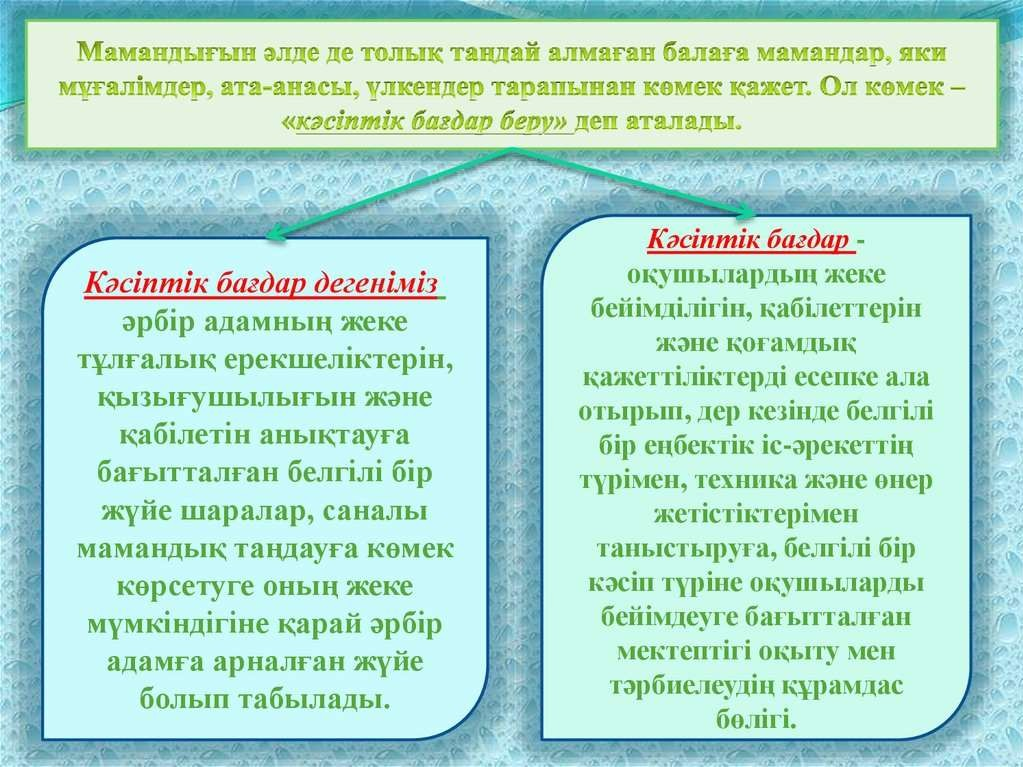 Мамандығын әлде де толық таңдай алмаған балаға мамандар, яки
мұғалімдер, ата-анасы, үлкендер тарапынан көмек қажет. Ол көмек –
«кәсіптік бағдар беру» деп аталады.
Кәсіптік бағдар дегеніміз
әрбір адамның жеке
тұлғалық ерекшеліктерін,
қызығушылығын және
қабілетін анықтауға
бағытталған белгілі бір
жүйе шаралар, саналы
мамандық таңдауға көмек
көрсетуге оның жеке
мүмкіндігіне қарай әрбір
адамға арналған жүйе
болып табылады.
Кәсіптік бағдар -
оқушылардың жеке
бейімділігін, қабілеттерін
және қоғамдық
қажеттіліктерді есепке ала
отырып, дер кезінде белгілі
бір еңбектік іс-әрекеттің
түрімен, техника және өнер
жетістіктерімен
таныстыруға, белгілі бір
кәсіп түріне оқушыларды
бейімдеуге бағытталған
мектептігі оқыту мен
тәрбиелеудің құрамдас
бөлігі.